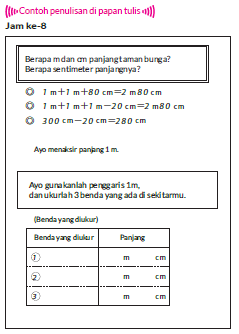 Contoh penulisan di papan tulis
Jam ke-8
Berapa m dan cm panjang taman bunga?
Berapa sentimeter panjangnya?
◎ 1 m+1 m+80 cm=2 m 80 cm
◎ 1 m+1 m+1 m−20 cm=2 m80 cm
◎ 300 cm−20 cm=280 cm
Ayo menaksir panjang 1 m.
Ayo gunakanlah penggaris 1m,
dan ukurlah 3 benda yang ada di sekitarmu.
(Benda yang diukur)
Benda yang diukur Panjang
① m cm
② m cm
③ m cm